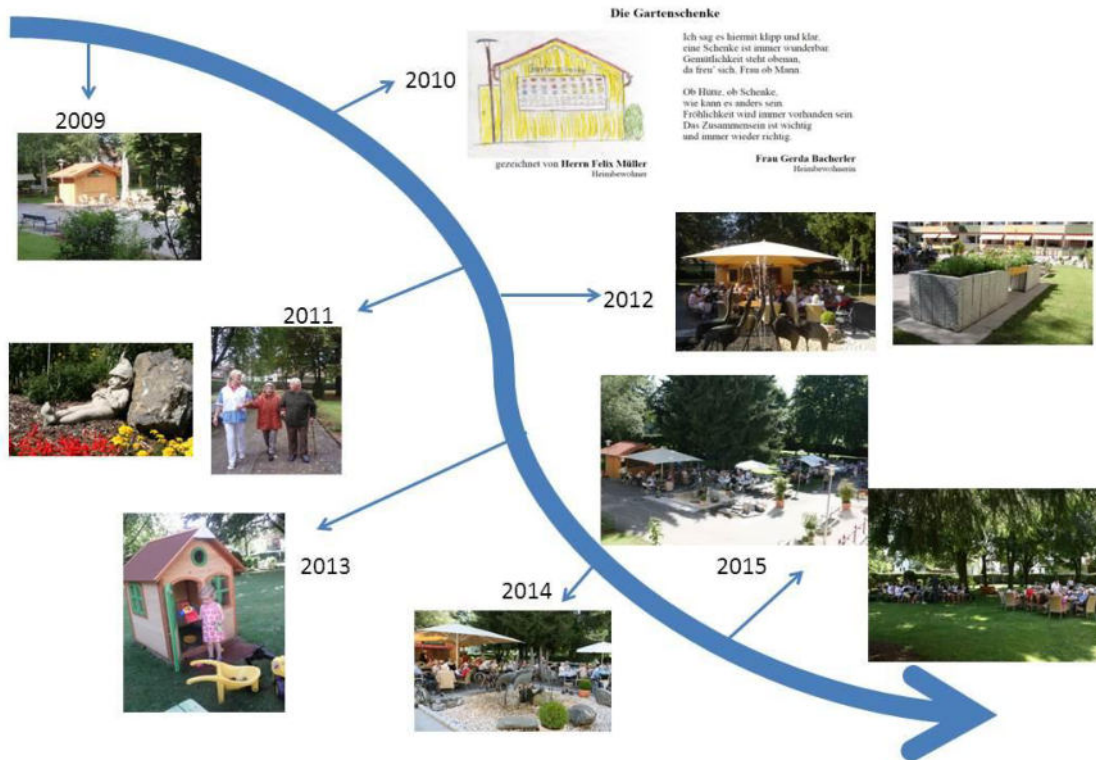 Die Gartenschenke
Ich sag es hiermit klipp und klar,
eine Schenke ist immer wunderbar.
Gemütlichkeit steht obenan,
da freu´ sich, Frau ob Mann.
Ob Hütte, ob Schenke,
wie kann es anders sein.
Fröhlichkeit wird immer vorhanden sein.
Das Zusammensein ist wichtig
und immer wieder richtig.
Frau Gerda Bacherler
Heimbewohnerin
gezeichnet von Herrn Felix Müller
Heimbewohner
2009
2010
2011
2012
2013
2014
2015